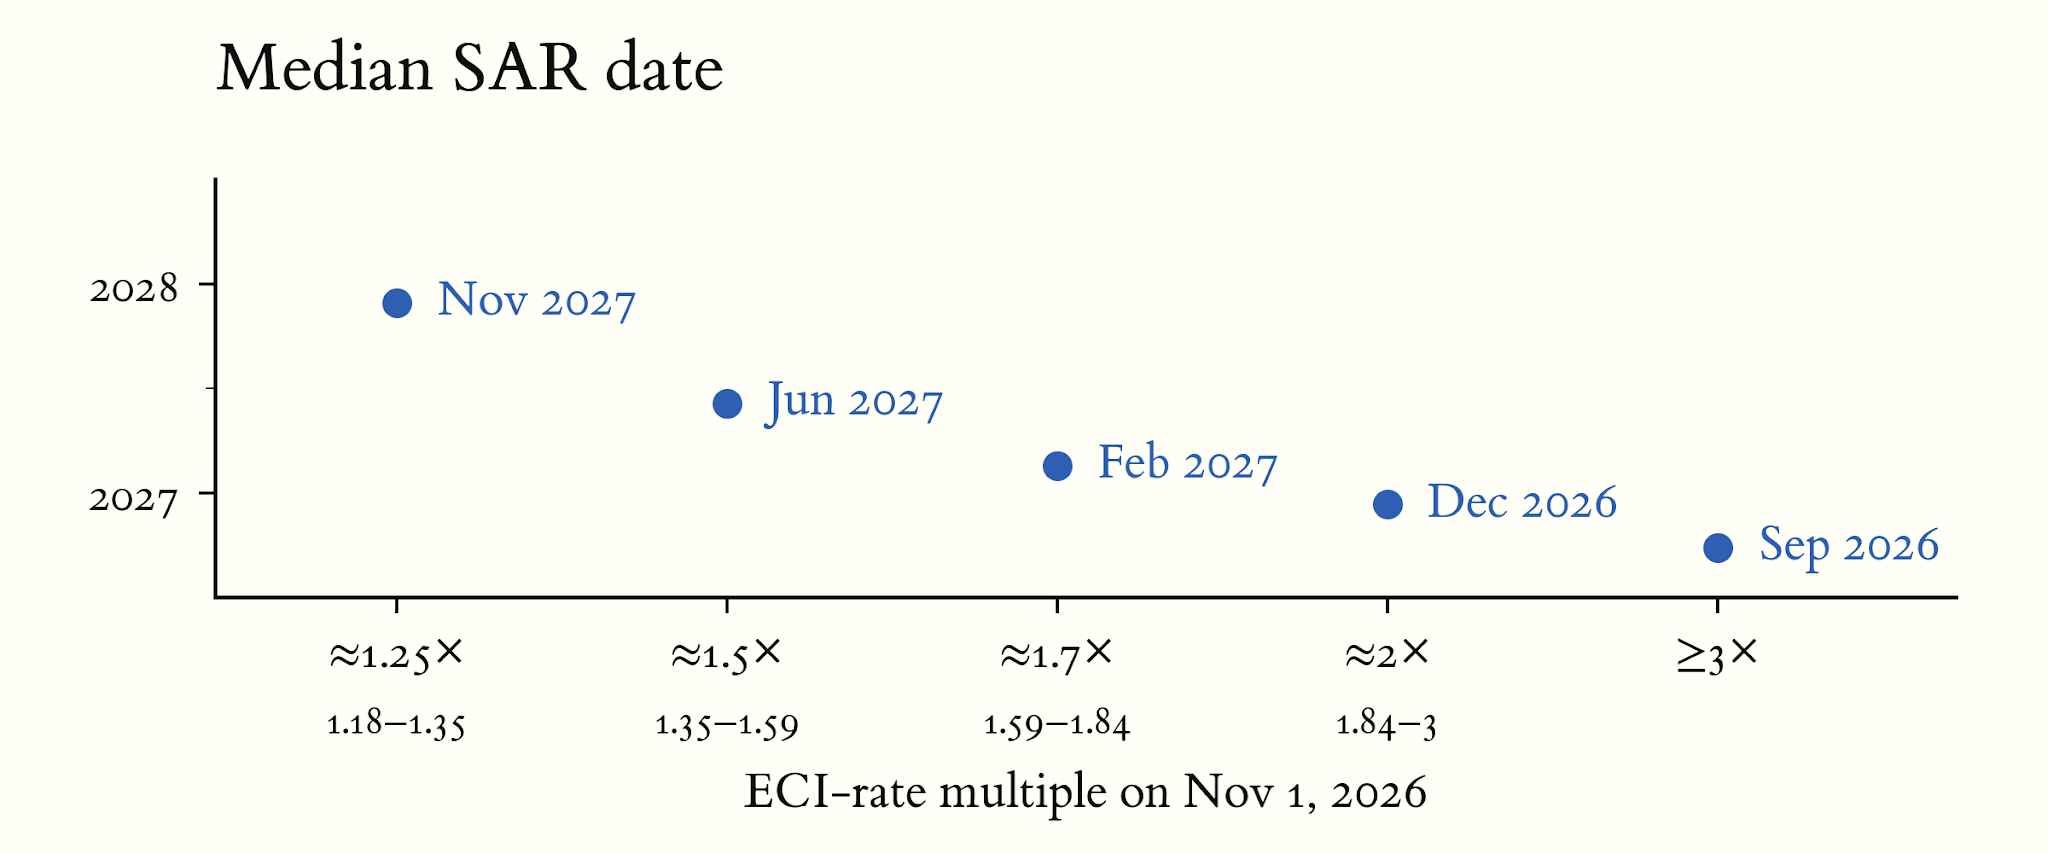 Median SAR date
2028
Nov 2027
Jun 2027
Feb 2027
2027
Dec 2026
Sep 2026
≈1.25× ≈1.5× ≈1.7× ≈2× ≥3×
1.18–1.35 1.35–1.59 1.59–1.84 1.84–3
ECI-rate multiple on Nov 1, 2026